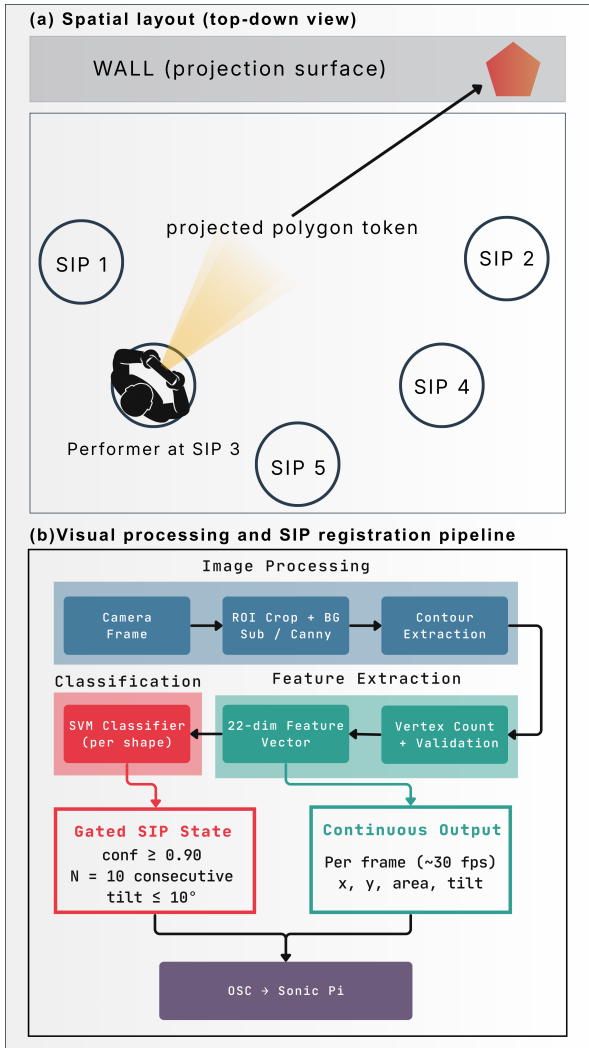 (a) Spatial layout (top-down view)
WALL (projection surface)
projected polygon token
SIP 1
SIP 2
SIP 4
Performer at SIP 3
SIP 5
(b)Visual processing and SIP registration pipeline
Image Processing
Camera
Frame
ROI Crop + BG
Sub / Canny
Contour
Extraction
Classification
Feature Extraction
SVM Classifier
(per shape)
22-dim Feature
Vector
Vertex Count
+ Validation
Gated SIP State
conf ≥ 0.90
N = 10 consecutive
tilt ≤ 10°
Continuous Output
Per frame (~30 fps)
x, y, area, tilt
OSC → Sonic Pi